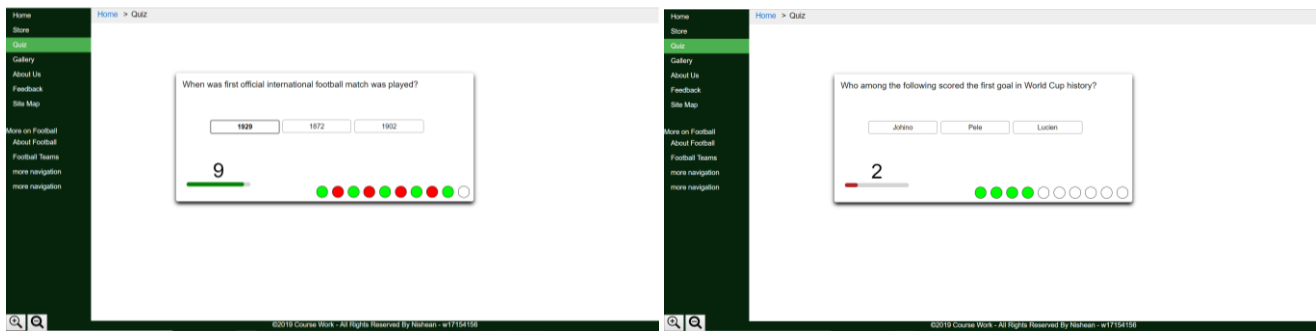 Home
Store
Quiz
Gallery
About Us
Feedback
Site Map
More on Football
About Football
Football Teams
more navigation
more navigation
Home > Quiz
When was first official international football match was played?
1929 1872 1902
9
©2019 Course Work - All Rights Reserved By Nishean - w17154156
Home
Store
Quiz
Gallery
About Us
Feedback
Site Map
More on Football
About Football
Football Teams
more navigation
more navigation
Home > Quiz
Who among the following scored the first goal in World Cup history?
Johino Pele Lucien
2
©2019 Course Work - All Rights Reserved By Nishean - w17154156